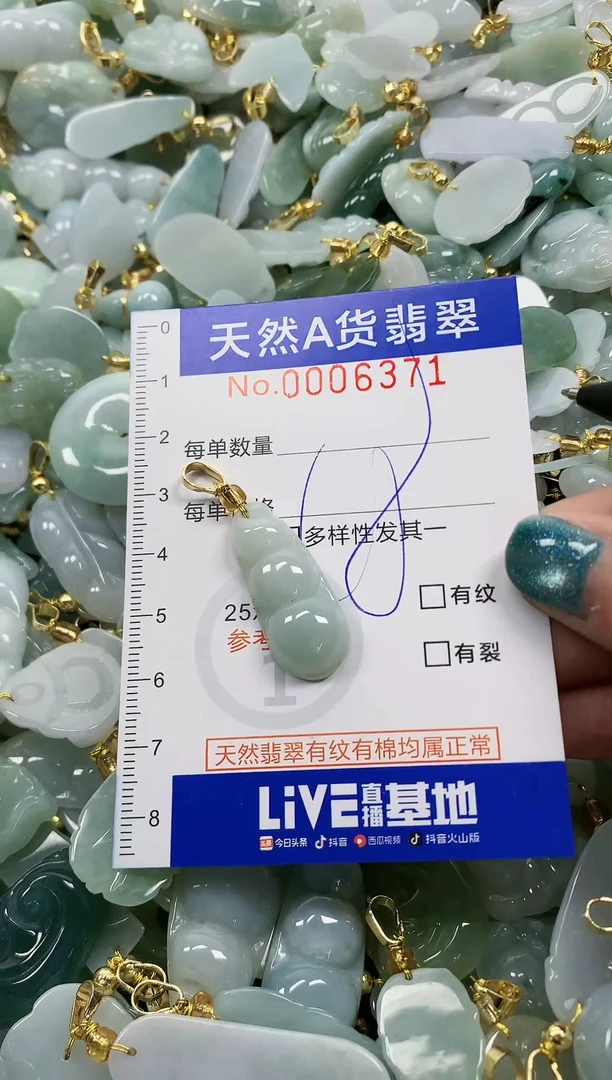 0
天然A货翡翠
No.0006371
1
每单数量
2
3
每单
多样性发其一
4
有纹
25
5
参考
有裂
6
天然翡翠有纹有棉均属正常
7
LiVE直播基地
8
今日头条 抖音 西瓜视频 抖音火山版